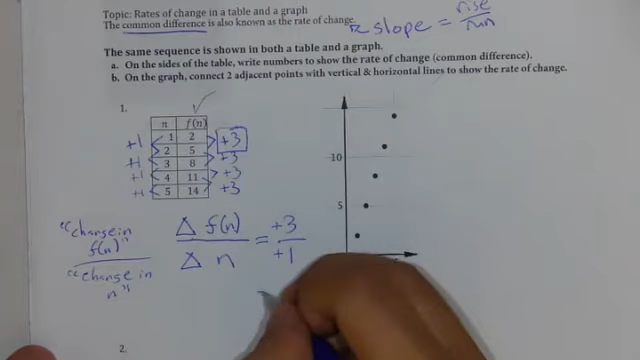 Topic: Rates of change in a table and a graph
The common difference is also known as the rate of change.
slope = rise/run
The same sequence is shown in both a table and a graph.
a. On the sides of the table, write numbers to show the rate of change (common difference).
b. On the graph, connect 2 adjacent points with vertical & horizontal lines to show the rate of change.
1.
n f(n)
1 2
2 5
3 8
4 11
5 14
+1 +3
+1 +3
+1 +3
+1 +3
10
5
"change in f(n)"
"change in n"
Δ f(n) = +3
Δ n +1
2.